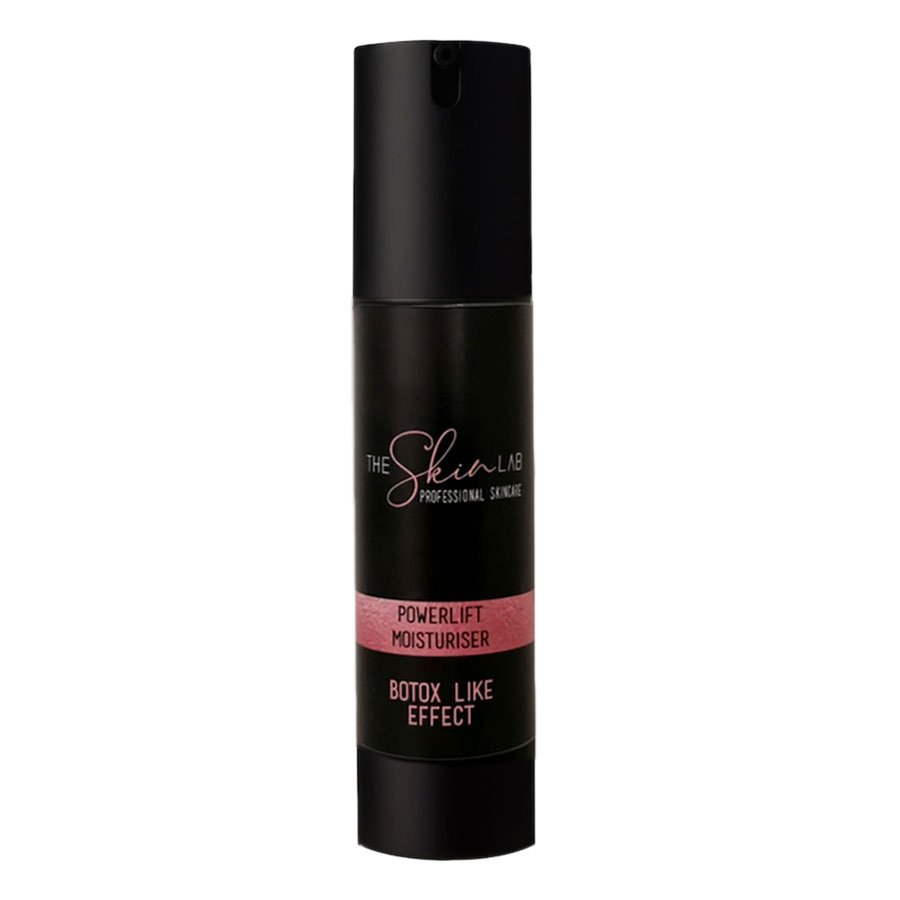 THE Skin LAB
PROFESSIONAL SKINCARE
POWERLIFT
MOISTURISER
BOTOX LIKE
EFFECT